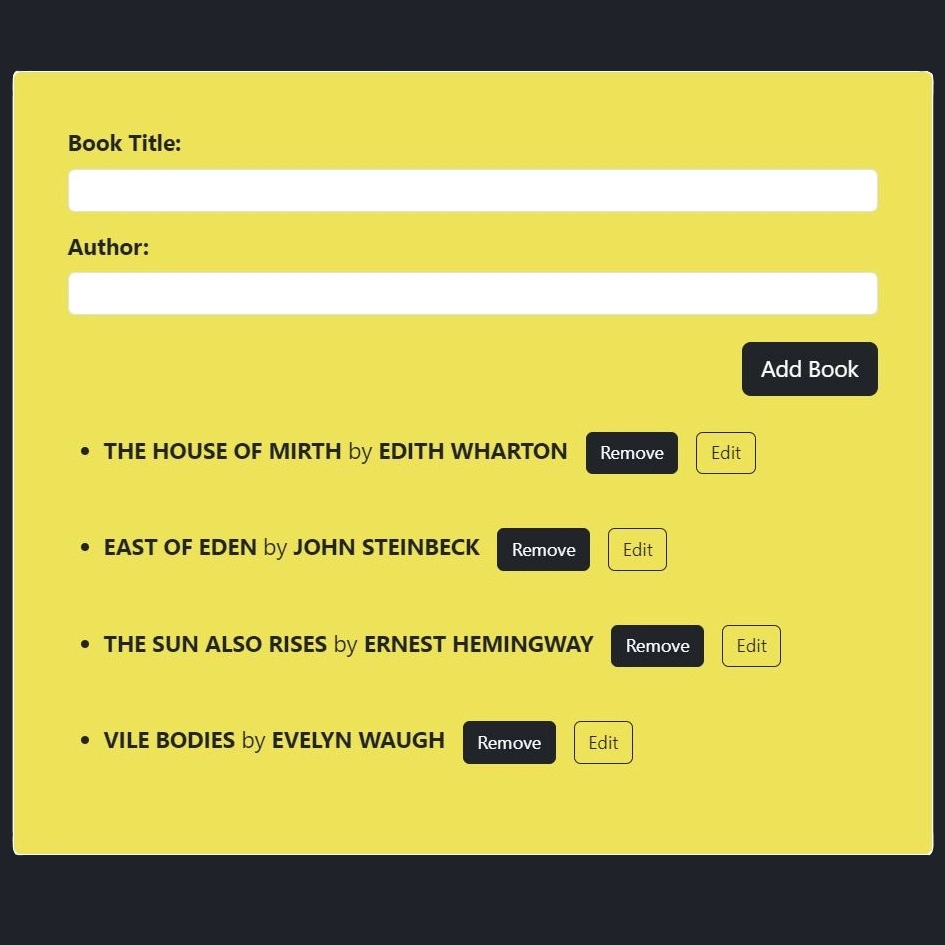 Book Title:
Author:
Add Book
THE HOUSE OF MIRTH by EDITH WHARTON Remove Edit
EAST OF EDEN by JOHN STEINBECK Remove Edit
THE SUN ALSO RISES by ERNEST HEMINGWAY Remove Edit
VILE BODIES by EVELYN WAUGH Remove Edit